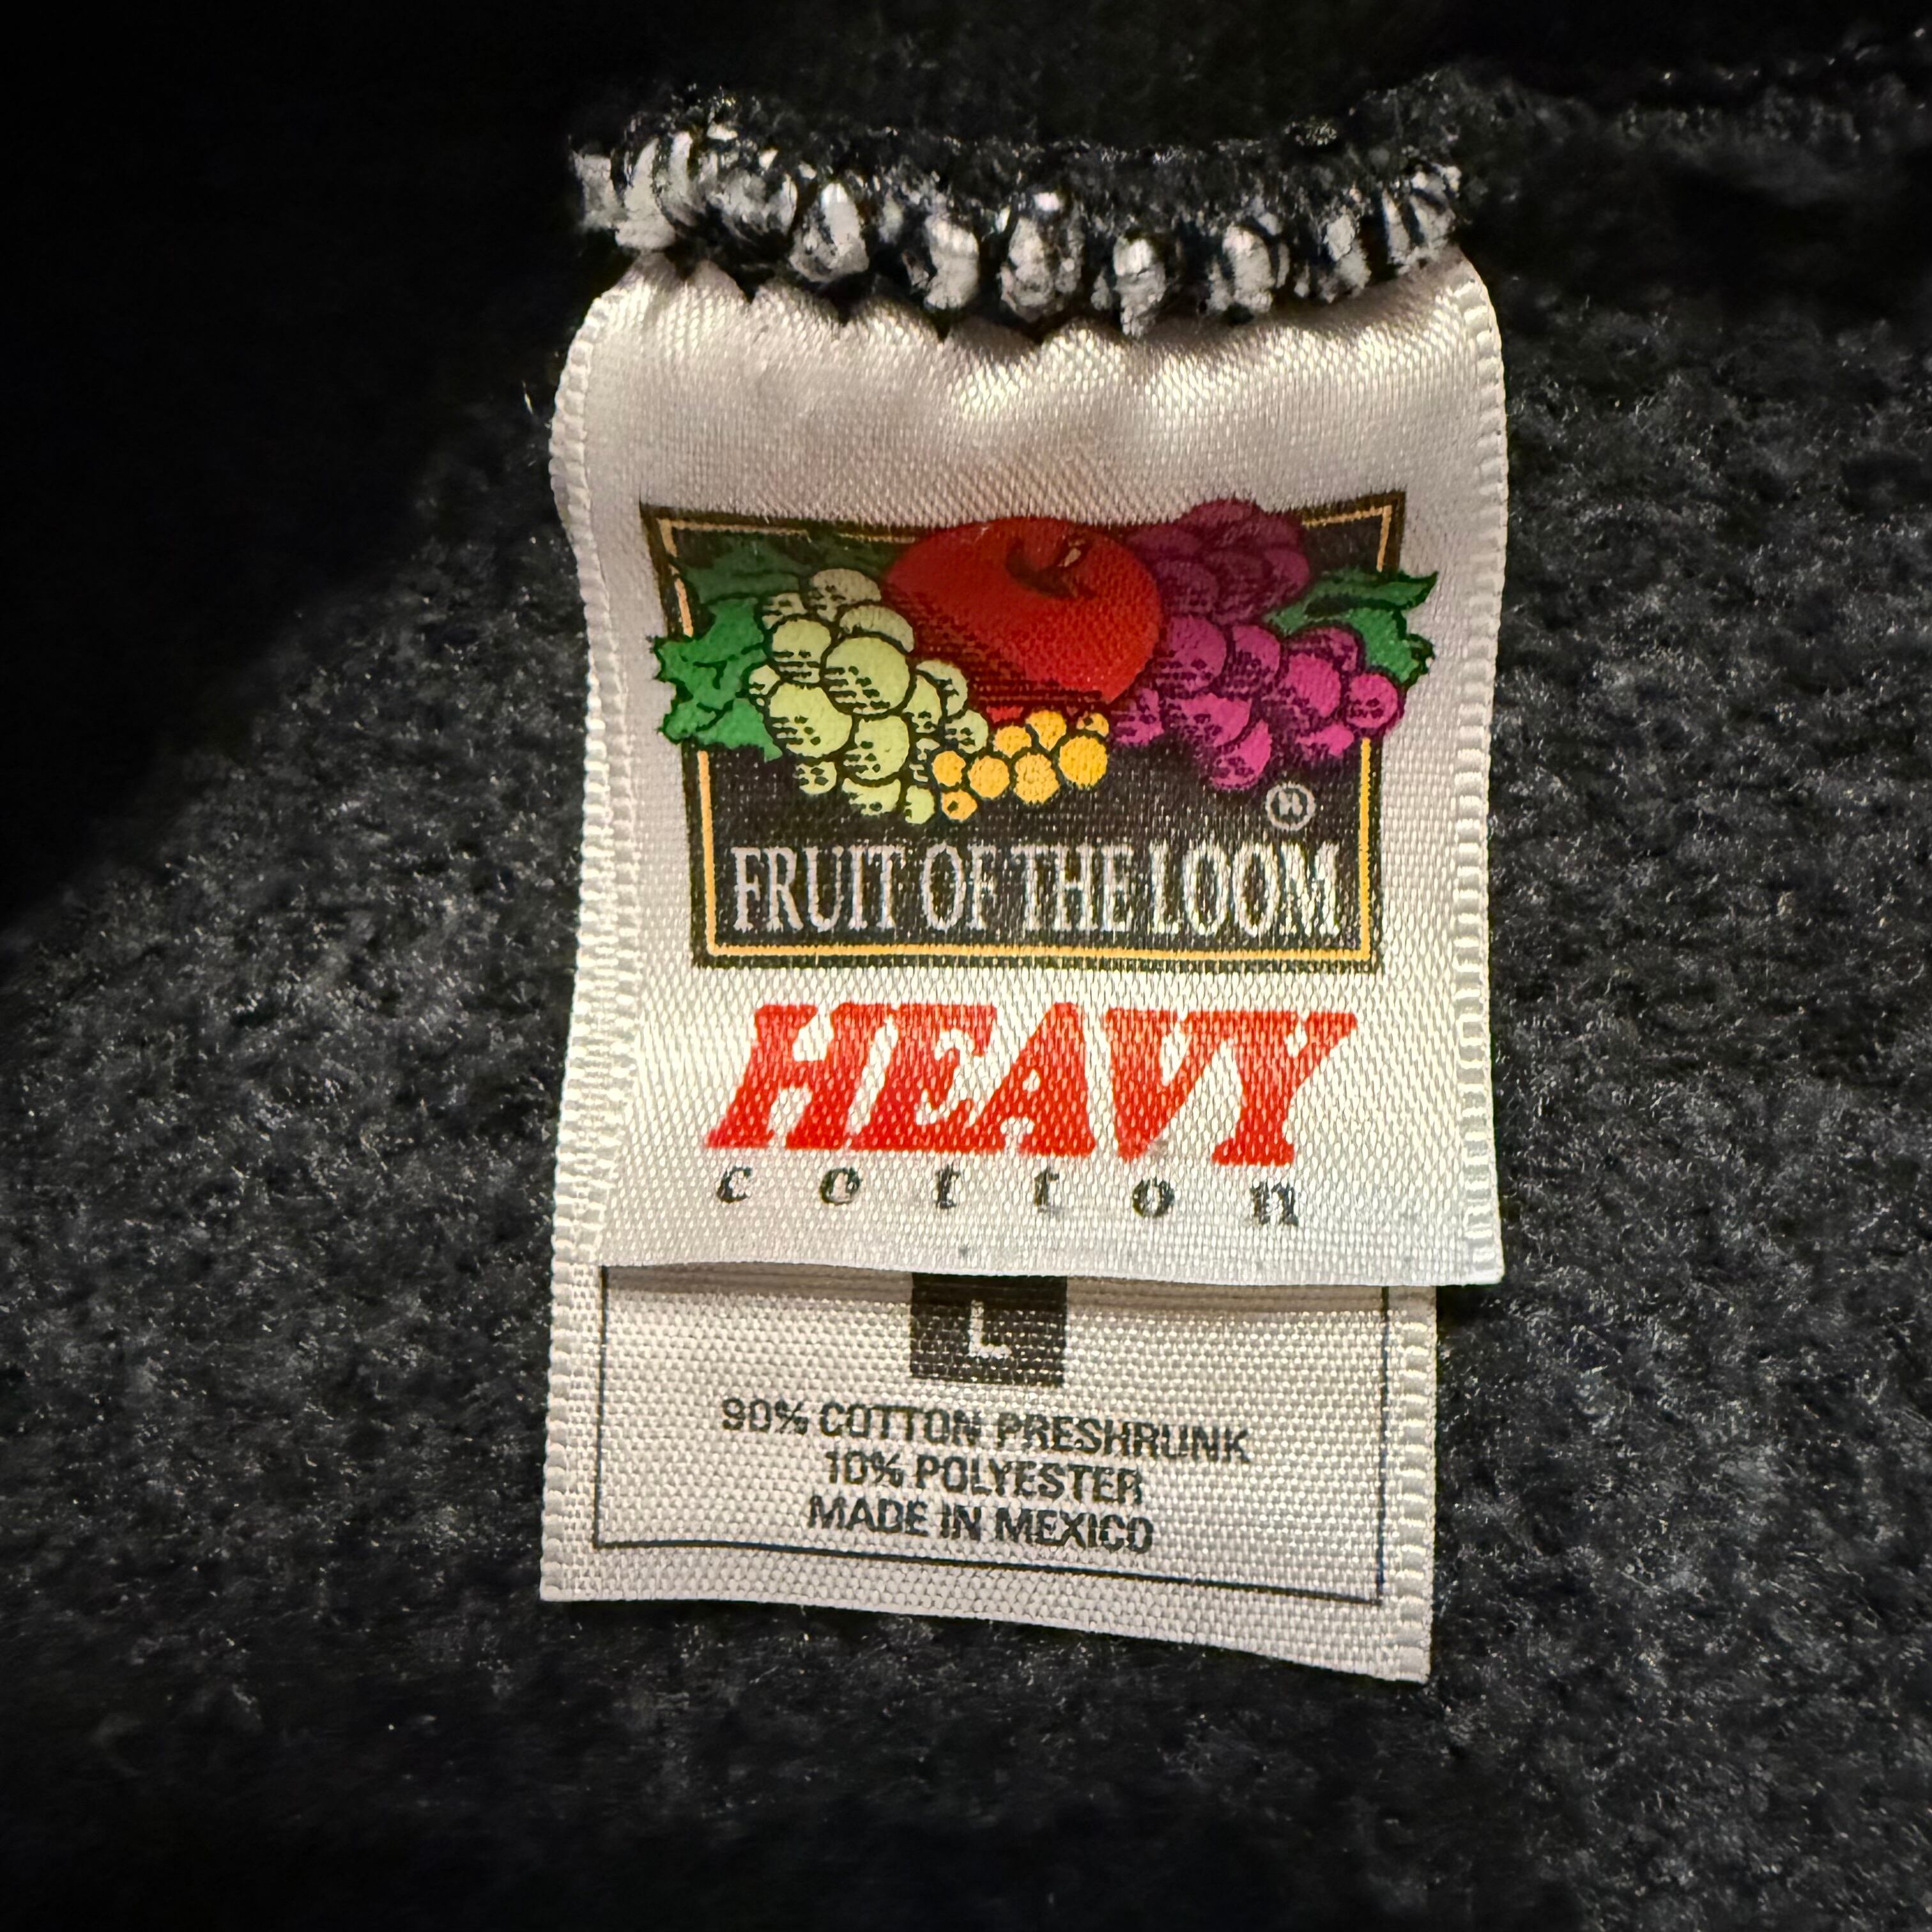 ®
FRUIT OF THE LOOM
HEAVY
cotton
L
90% COTTON PRESHRUNK
10% POLYESTER
MADE IN MEXICO